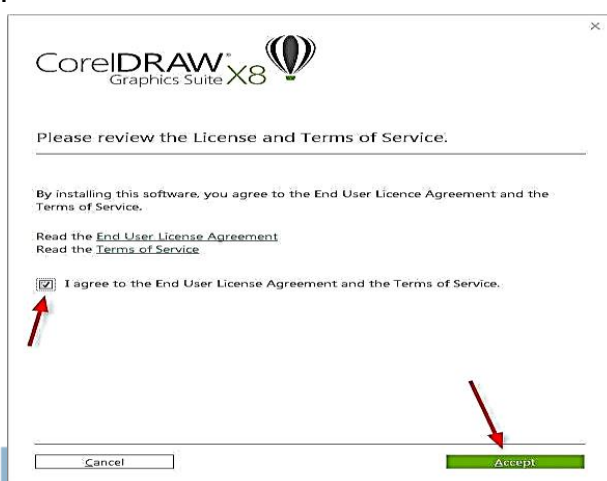 CorelDRAW®
Graphics Suite X8
Please review the License and Terms of Service.
By installing this software, you agree to the End User Licence Agreement and the
Terms of Service.
Read the End User License Agreement
Read the Terms of Service
I agree to the End User License Agreement and the Terms of Service.
Cancel
Accept